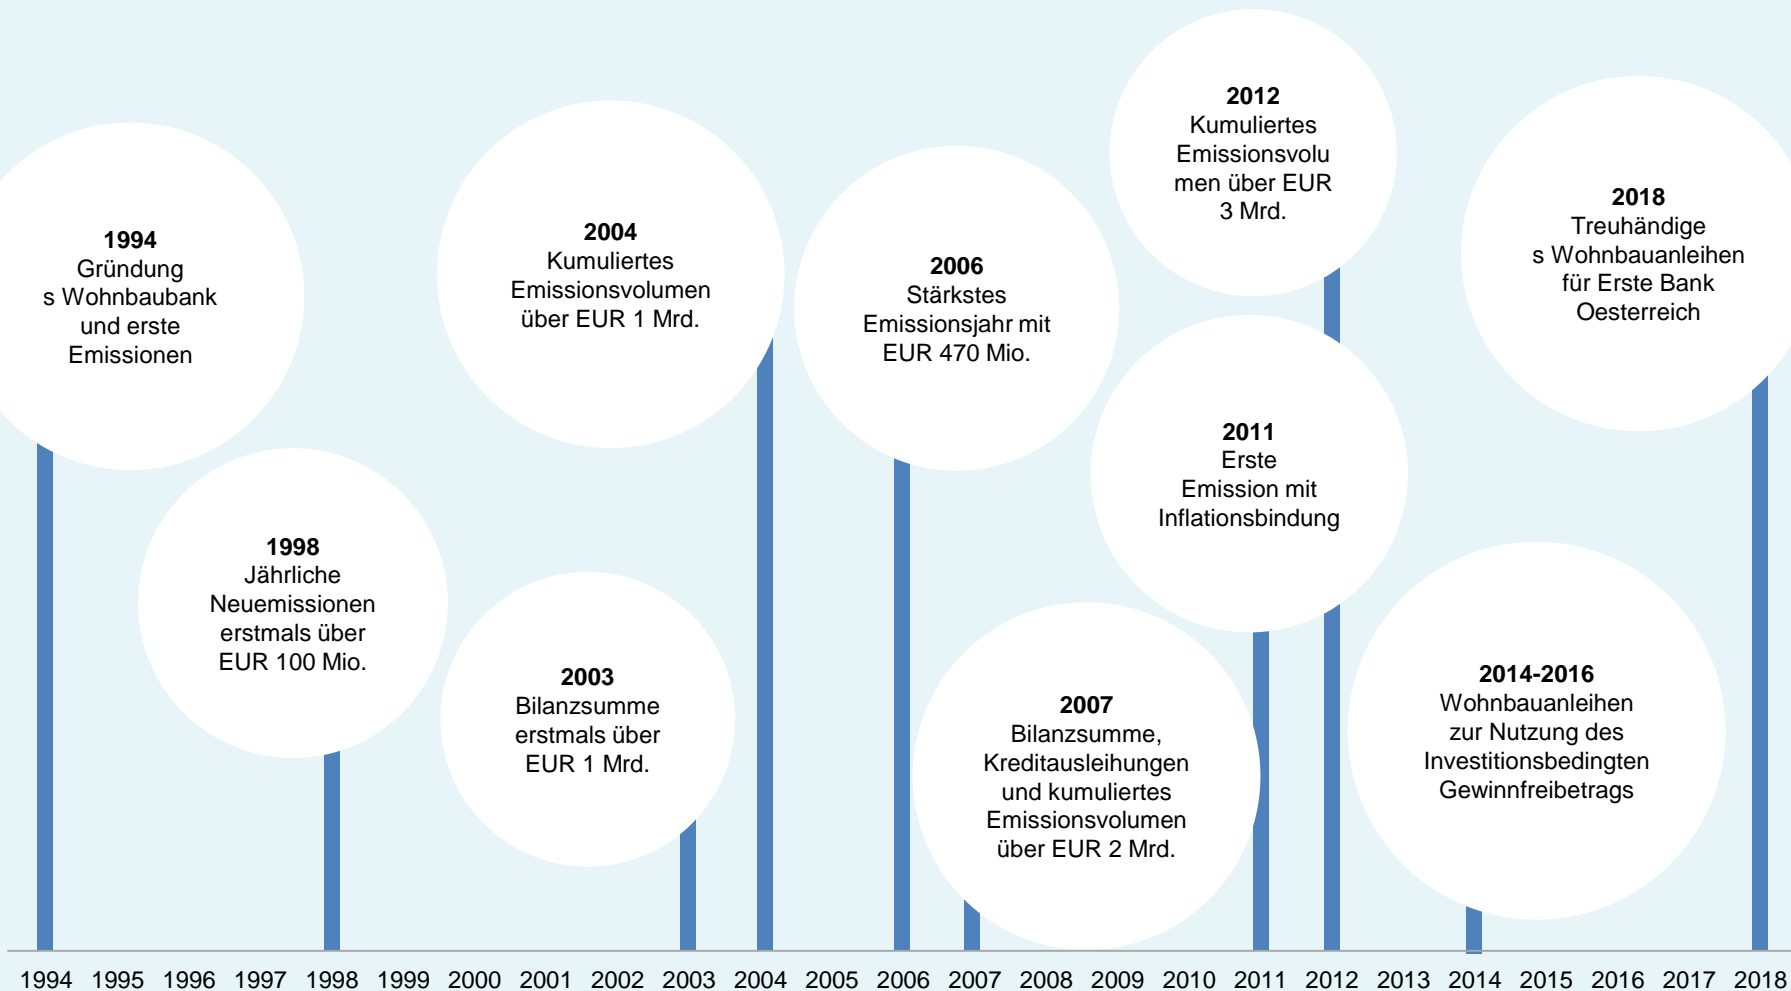 1994
Gründung
s Wohnbaubank
und erste
Emissionen
1998
Jährliche
Neuemissionen
erstmals über
EUR 100 Mio.
2003
Bilanzsumme
erstmals über
EUR 1 Mrd.
2004
Kumuliertes
Emissionsvolumen
über EUR 1 Mrd.
2006
Stärkstes
Emissionsjahr mit
EUR 470 Mio.
2007
Bilanzsumme,
Kreditausleihungen
und kumuliertes
Emissionsvolumen
über EUR 2 Mrd.
2011
Erste
Emission mit
Inflationsbindung
2012
Kumuliertes
Emissionsvolu
men über EUR
3 Mrd.
2014-2016
Wohnbauanleihen
zur Nutzung des
Investitionsbedingten
Gewinnfreibetrags
2018
Treuhändige
s Wohnbauanleihen
für Erste Bank
Oesterreich
1994 1995 1996 1997 1998 1999 2000 2001 2002 2003 2004 2005 2006 2007 2008 2009 2010 2011 2012 2013 2014 2015 2016 2017 2018